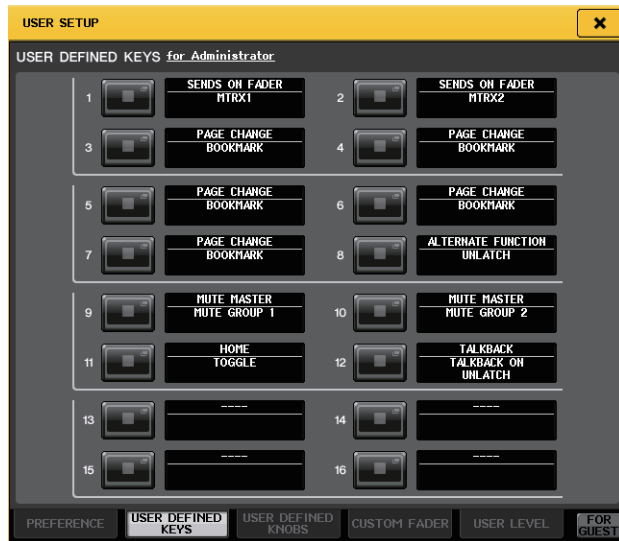 USER SETUP
USER DEFINED KEYS for Administrator
1 SENDS ON FADER MTRX1
2 SENDS ON FADER MTRX2
3 PAGE CHANGE BOOKMARK
4 PAGE CHANGE BOOKMARK
5 PAGE CHANGE BOOKMARK
6 PAGE CHANGE BOOKMARK
7 PAGE CHANGE BOOKMARK
8 ALTERNATE FUNCTION UNLATCH
9 MUTE MASTER MUTE GROUP 1
10 MUTE MASTER MUTE GROUP 2
11 HOME TOGGLE
12 TALKBACK TALKBACK ON UNLATCH
13 ----
14 ----
15 ----
16 ----
PREFERENCE
USER DEFINED KEYS
USER DEFINED KNOBS
CUSTOM FADER
USER LEVEL
FOR GUEST